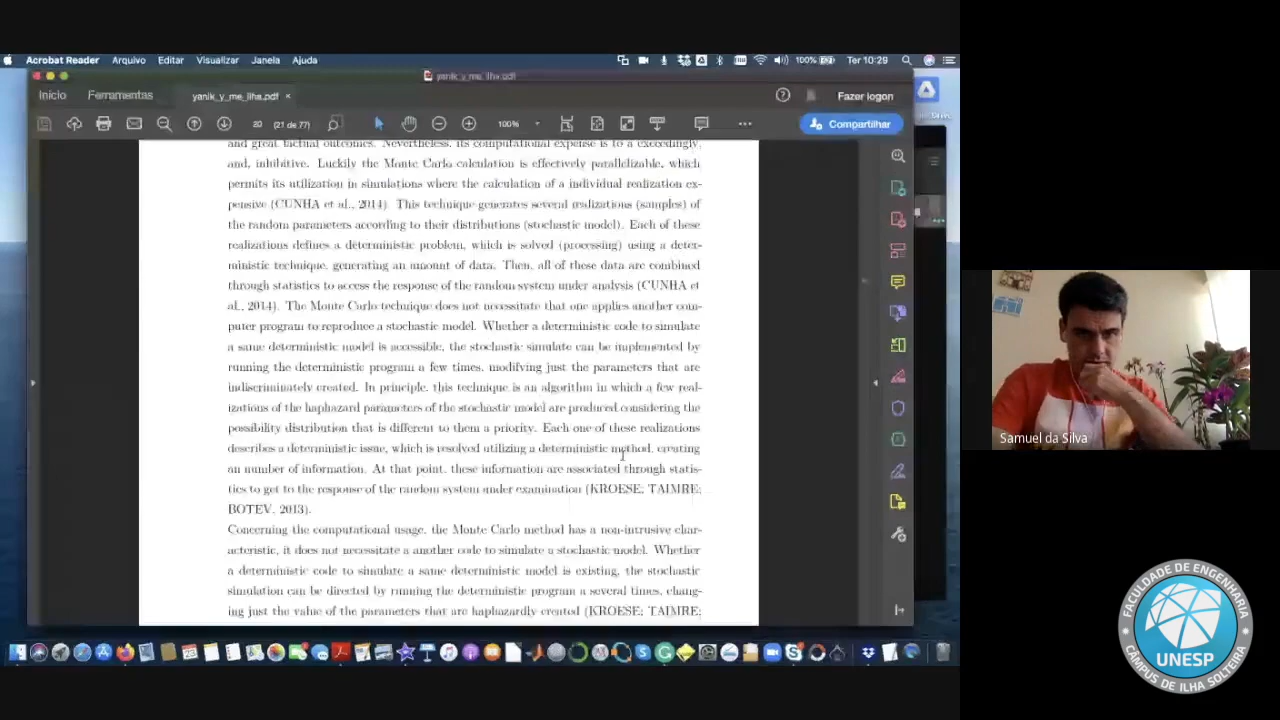 Acrobat Reader Arquivo Editar Visualizar Janela Ajuda 100% Ter 10:29
yanik_y_me_ilha.pdf
Início Ferramentas yanik_y_me_ilha.pdf × Fazer logon
20 (21 de 77) 100% Compartilhar
and great factual outcomes. Nevertheless, its computational expense is to a exceedingly,
and, inhibitive. Luckily the Monte Carlo calculation is effectively parallelizable, which
permits its utilization in simulations where the calculation of a individual realization ex-
pensive (CUNHA et al., 2014). This technique generates several realizations (samples) of
the random parameters according to their distributions (stochastic model). Each of these
realizations defines a deterministic problem, which is solved (processing) using a deter-
ministic technique, generating an amount of data. Then, all of these data are combined
through statistics to access the response of the random system under analysis (CUNHA et
al., 2014). The Monte Carlo technique does not necessitate that one applies another com-
puter program to reproduce a stochastic model. Whether a deterministic code to simulate
a same deterministic model is accessible, the stochastic simulate can be implemented by
running the deterministic program a few times, modifying just the parameters that are
indiscriminately created. In principle, this technique is an algorithm in which a few real-
izations of the haphazard parameters of the stochastic model are produced considering the
possibility distribution that is different to them a priority. Each one of these realizations
describes a deterministic issue, which is resolved utilizing a deterministic method, creating
an number of information. At that point, these information are associated through statis-
tics to get to the response of the random system under examination (KROESE; TAIMRE;
BOTEV, 2013).
Concerning the computational usage, the Monte Carlo method has a non-intrusive char-
acteristic, it does not necessitate a another code to simulate a stochastic model. Whether
a deterministic code to simulate a same deterministic model is existing, the stochastic
simulation can be directed by running the deterministic program a several times, chang-
ing just the value of the parameters that are haphazardly created (KROESE; TAIMRE;
Samuel da Silva
FACULDADE DE ENGENHARIA
UNESP
CÂMPUS DE ILHA SOLTEIRA